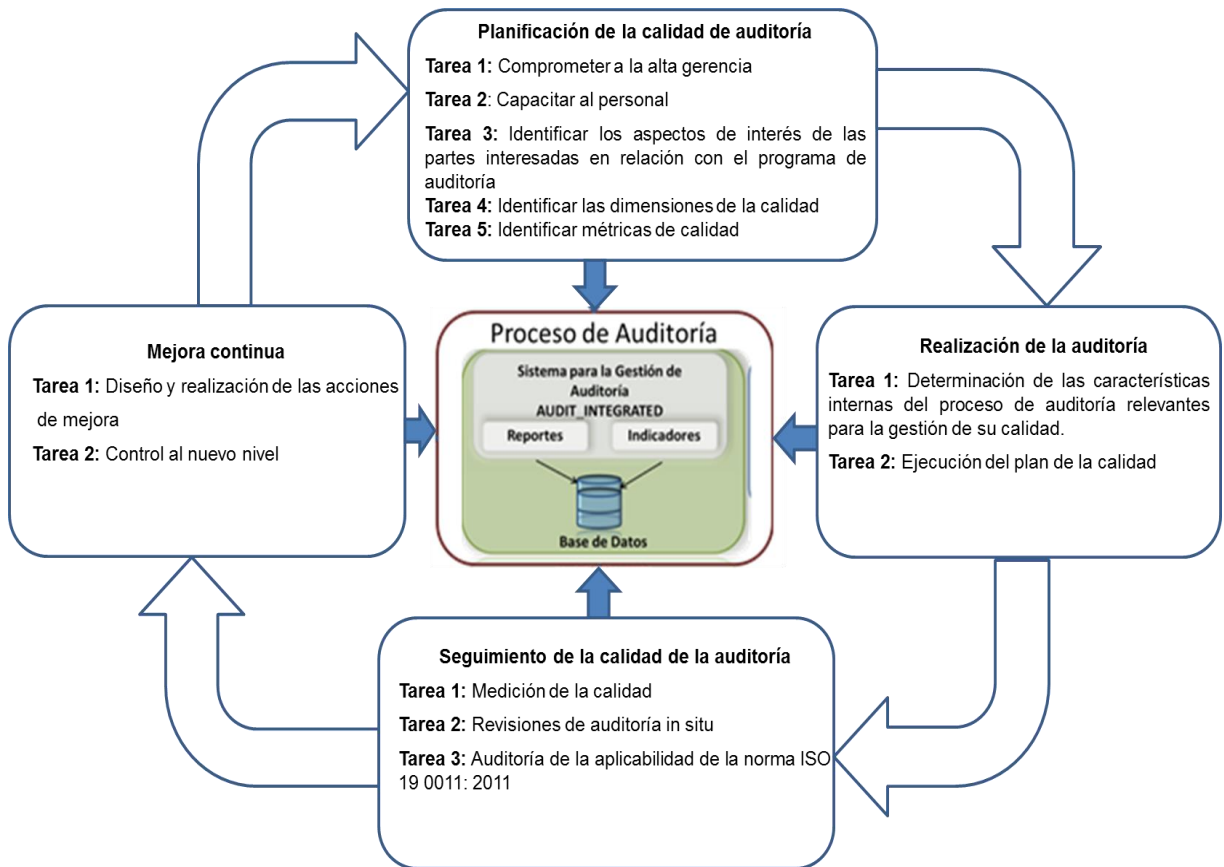 Planificación de la calidad de auditoría
Tarea 1: Comprometer a la alta gerencia
Tarea 2: Capacitar al personal
Tarea 3: Identificar los aspectos de interés de las
partes interesadas en relación con el programa de
auditoría
Tarea 4: Identificar las dimensiones de la calidad
Tarea 5: Identificar métricas de calidad
Mejora continua
Tarea 1: Diseño y realización de las acciones
de mejora
Tarea 2: Control al nuevo nivel
Proceso de Auditoría
Sistema para la Gestión de
Auditoría
AUDIT_INTEGRATED
Reportes
Indicadores
Base de Datos
Realización de la auditoría
Tarea 1: Determinación de las características
internas del proceso de auditoría relevantes
para la gestión de su calidad.
Tarea 2: Ejecución del plan de la calidad
Seguimiento de la calidad de la auditoría
Tarea 1: Medición de la calidad
Tarea 2: Revisiones de auditoría in situ
Tarea 3: Auditoría de la aplicabilidad de la norma ISO
19 0011: 2011